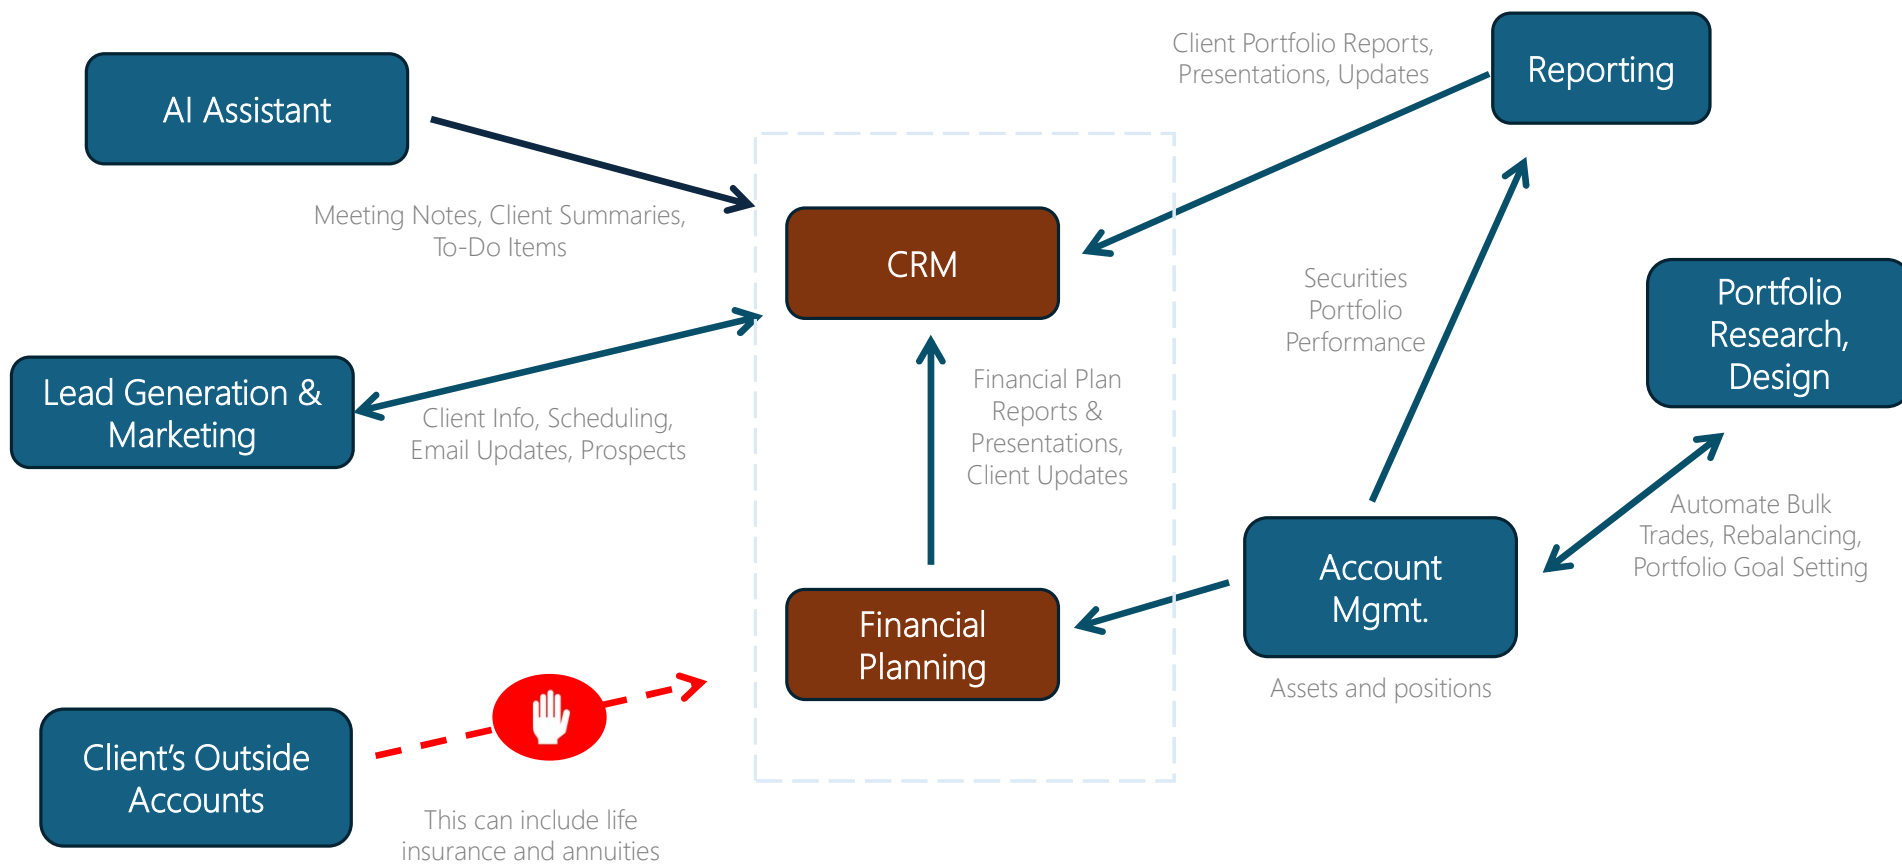 AI Assistant
Meeting Notes, Client Summaries,
To-Do Items
Lead Generation &
Marketing
Client Info, Scheduling,
Email Updates, Prospects
Client's Outside
Accounts
This can include life
insurance and annuities
CRM
Financial Plan
Reports &
Presentations,
Client Updates
Financial
Planning
Client Portfolio Reports,
Presentations, Updates
Reporting
Securities
Portfolio
Performance
Portfolio
Research,
Design
Automate Bulk
Trades, Rebalancing,
Portfolio Goal Setting
Account
Mgmt.
Assets and positions